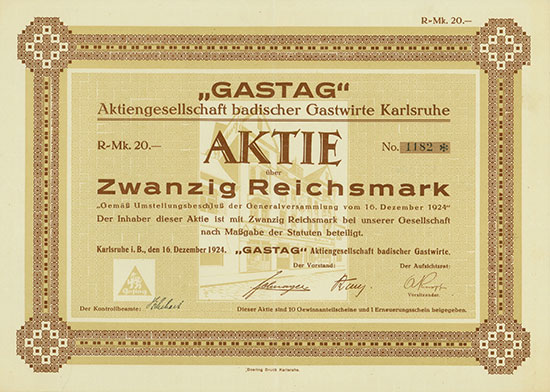 R-Mk. 20.—
„GASTAG“
Aktiengesellschaft badischer Gastwirte Karlsruhe
R-Mk. 20.— AKTIE No. 1182 ✻
über
Zwanzig Reichsmark
„Gemäß Umstellungsbeschluß der Generalversammlung vom 16. Dezember 1924“
Der Inhaber dieser Aktie ist mit Zwanzig Reichsmark bei unserer Gesellschaft
nach Maßgabe der Statuten beteiligt.
Karlsruhe i. B., den 16. Dezember 1924. „GASTAG“ Aktiengesellschaft badischer Gastwirte.
Der Vorstand: Der Aufsichtsrat:
Vorsitzender.
Der Kontrollbeamte:
Diese Aktie sind 10 Gewinnanteilscheine und 1 Erneuerungsschein beigegeben.
Druck Karlsruhe.